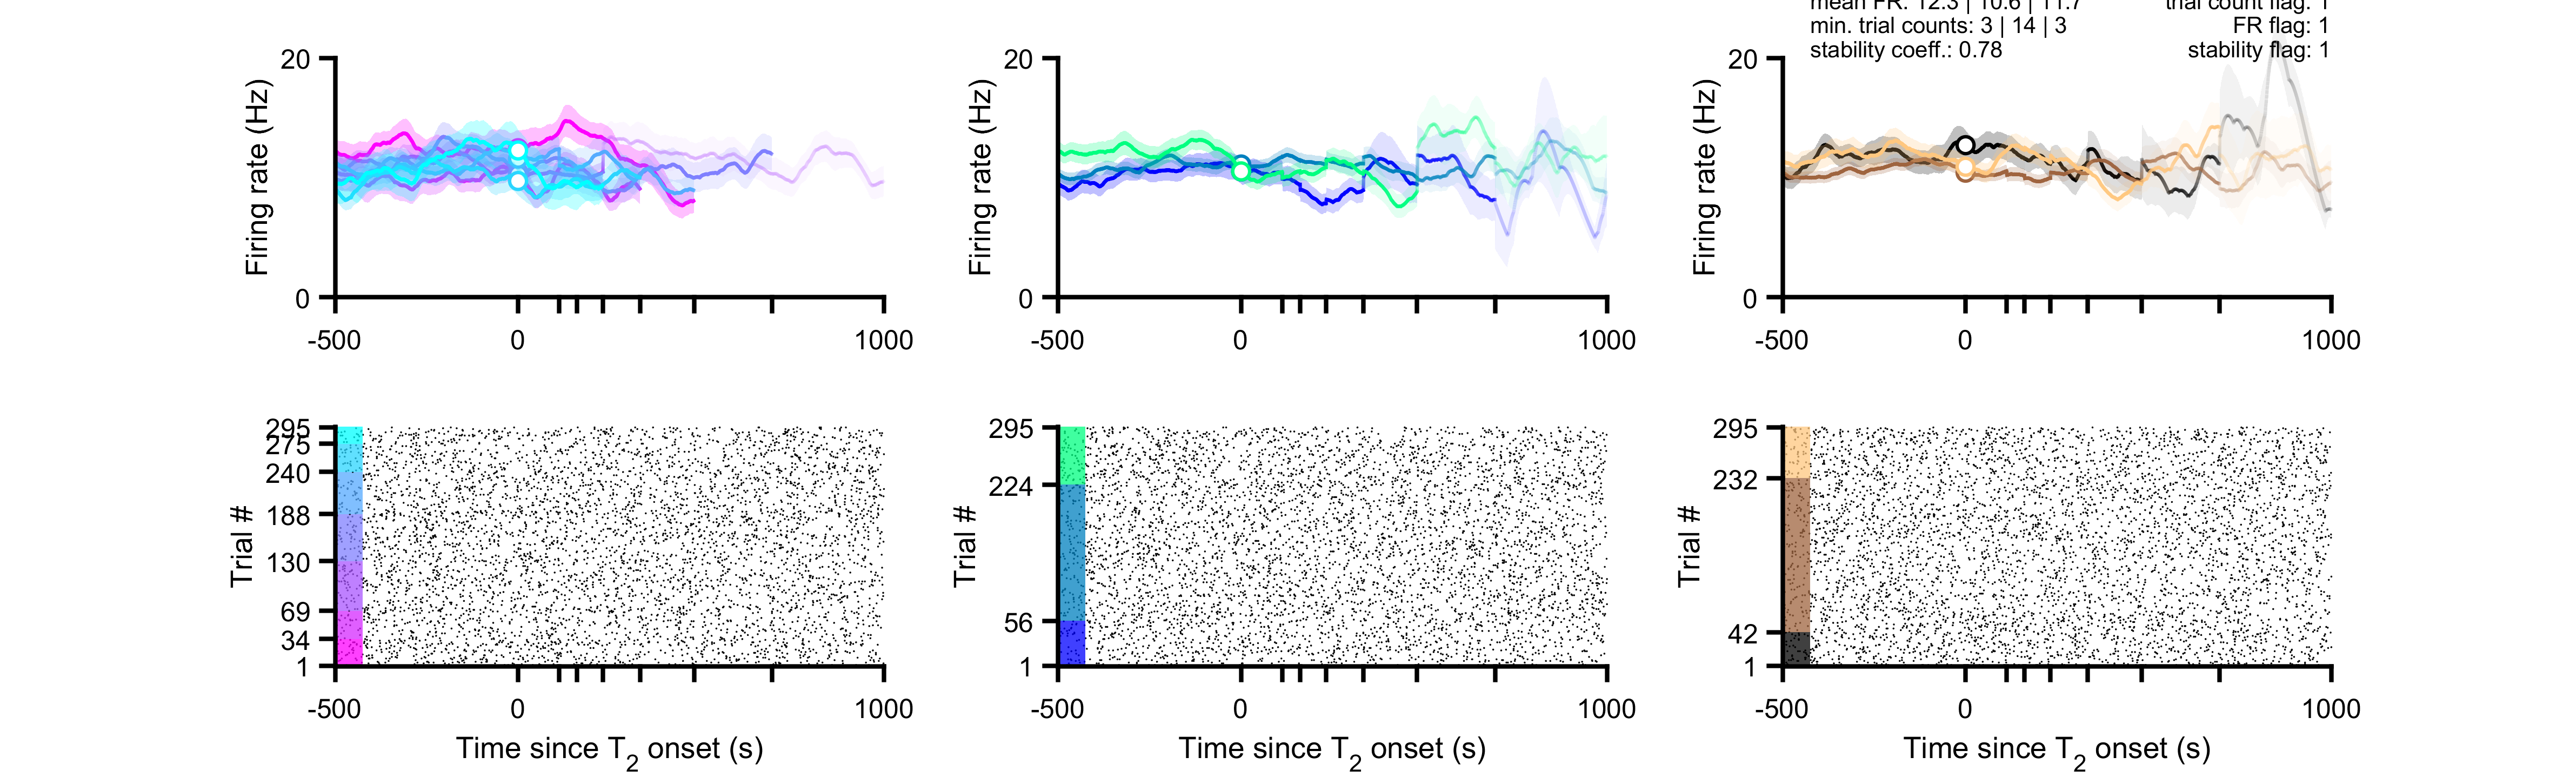 mean FR: 12.3 | 10.6 | 11.7
trial count flag: 1
min. trial counts: 3 | 14 | 3
FR flag: 1
stability coeff.: 0.78
stability flag: 1
20
0
Firing rate (Hz)
-500
0
1000
20
0
Firing rate (Hz)
-500
0
1000
20
0
Firing rate (Hz)
-500
0
1000
295
275
240
188
130
69
34
1
Trial #
-500
0
1000
Time since T2 onset (s)
295
224
56
1
Trial #
-500
0
1000
Time since T2 onset (s)
295
232
42
1
Trial #
-500
0
1000
Time since T2 onset (s)